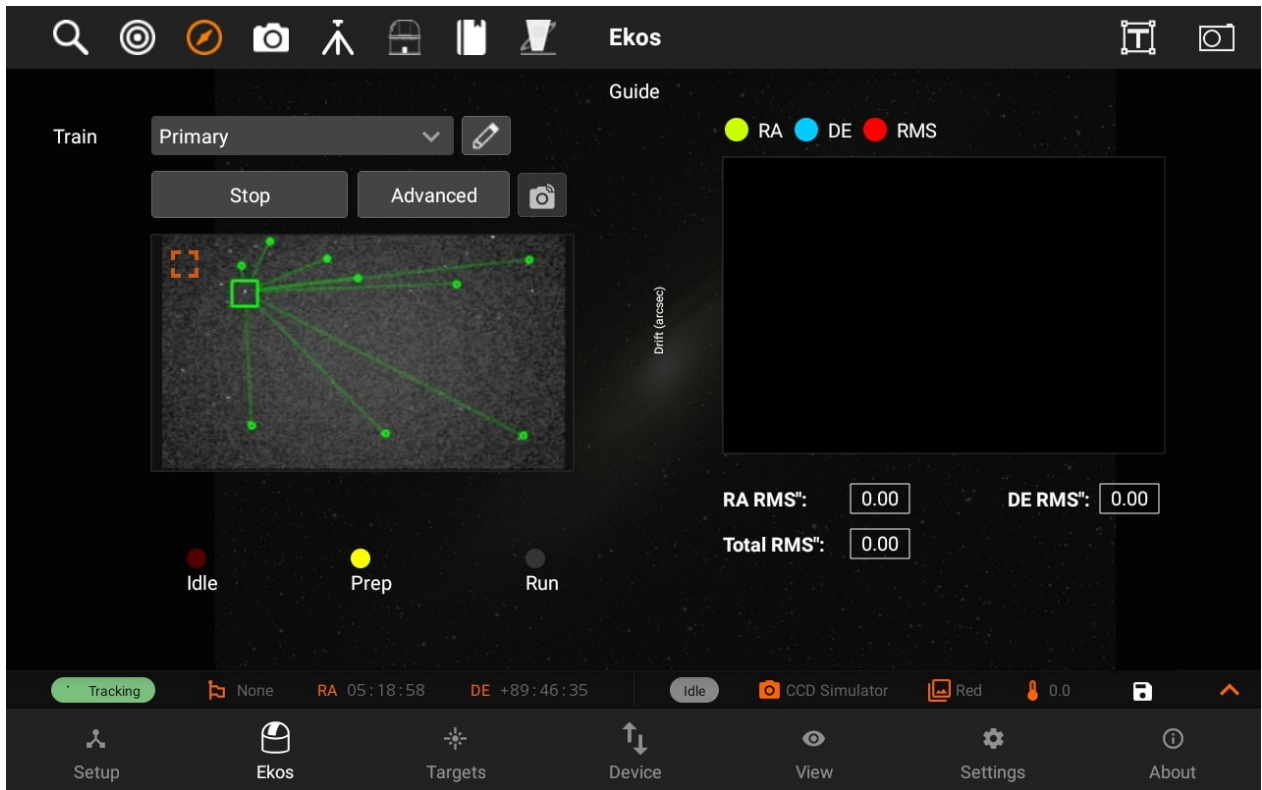 Ekos
Guide
Train Primary
RA DE RMS
Stop Advanced
Drift (arcsec)
RA RMS": 0.00 DE RMS": 0.00
Total RMS": 0.00
Idle Prep Run
Tracking None RA 05:18:58 DE +89:46:35 Idle CCD Simulator Red 0.0
Setup Ekos Targets Device View Settings About